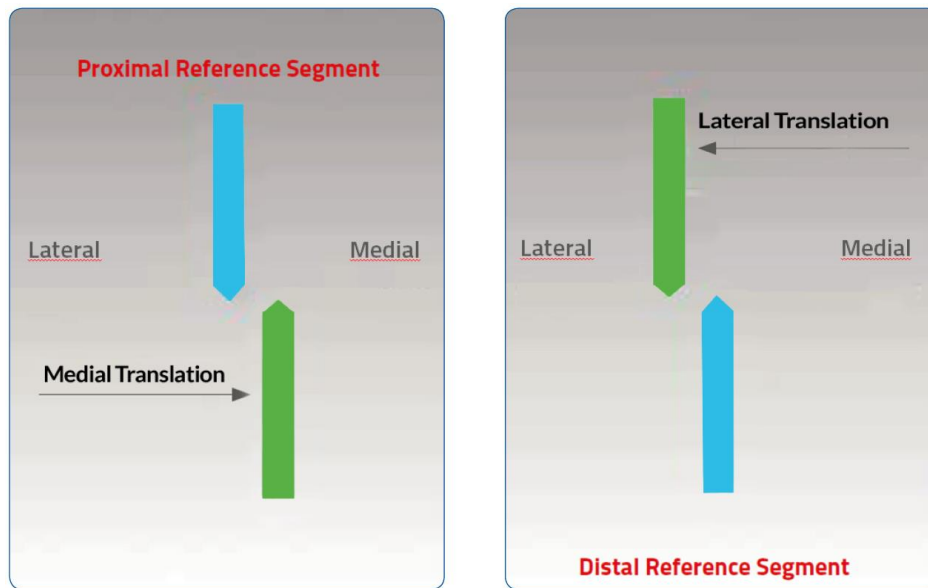 Proximal Reference Segment
Lateral
Medial
Medial Translation
Lateral Translation
Lateral
Medial
Distal Reference Segment